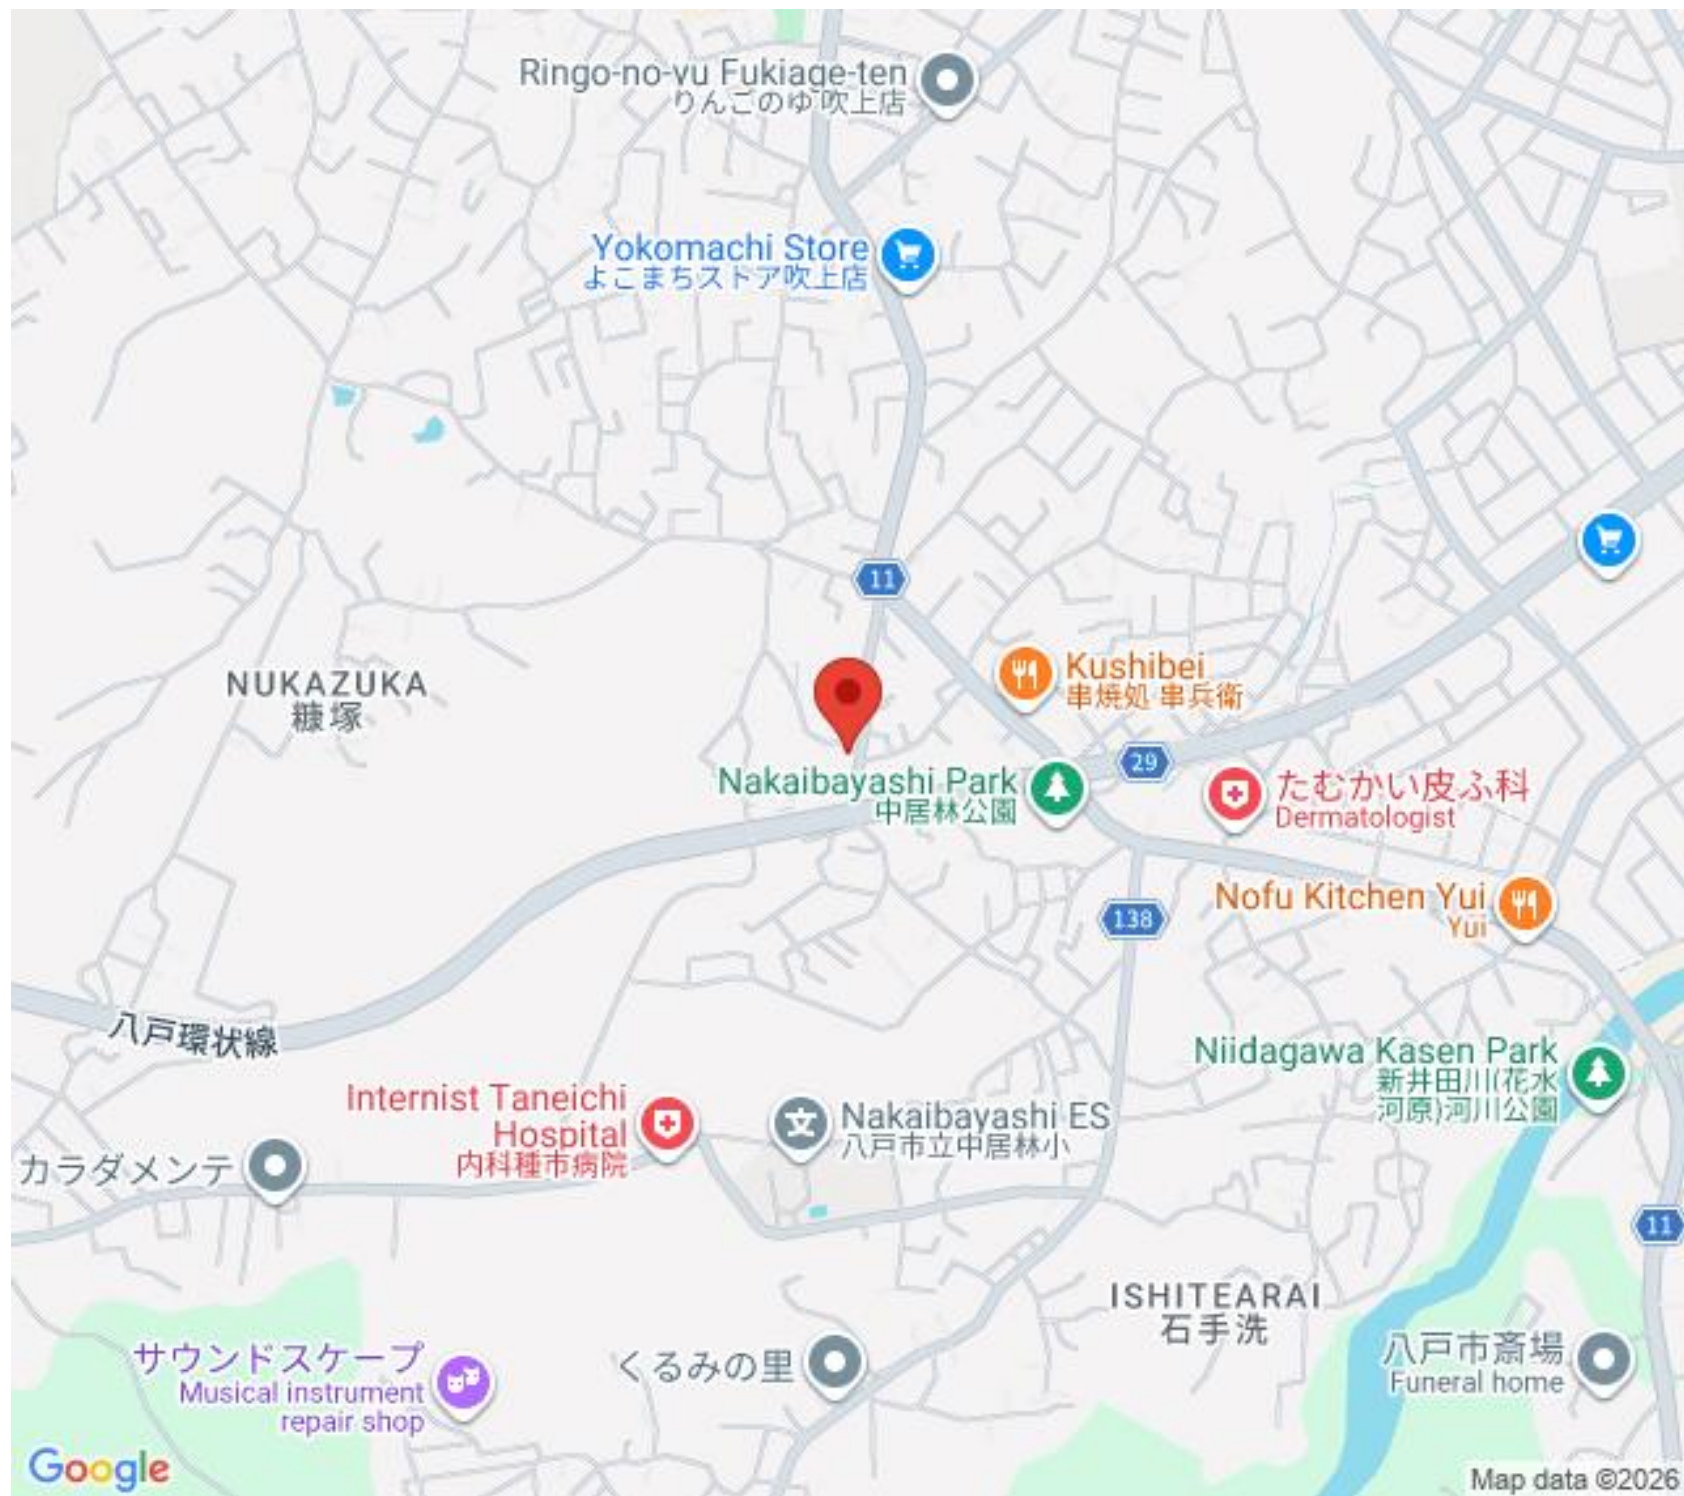 Ringo-no-yu Fukiage-ten
りんごのゆ 吹上店
Yokomachi Store
よこまちストア吹上店
11
NUKAZUKA
糠塚
Kushibei
串焼処 串兵衛
29
Nakaibayashi Park
中居林公園
たむかい皮ふ科
Dermatologist
Nofu Kitchen Yui
Yui
138
八戸環状線
Niidagawa Kasen Park
新井田川(花水
河原)河川公園
Internist Taneichi
Hospital
内科種市病院
Nakaibayashi ES
八戸市立中居林小
カラダメンテ
11
ISHITEARAI
石手洗
サウンドスケープ
Musical instrument
repair shop
くるみの里
八戸市斎場
Funeral home
Google
Map data ©2026